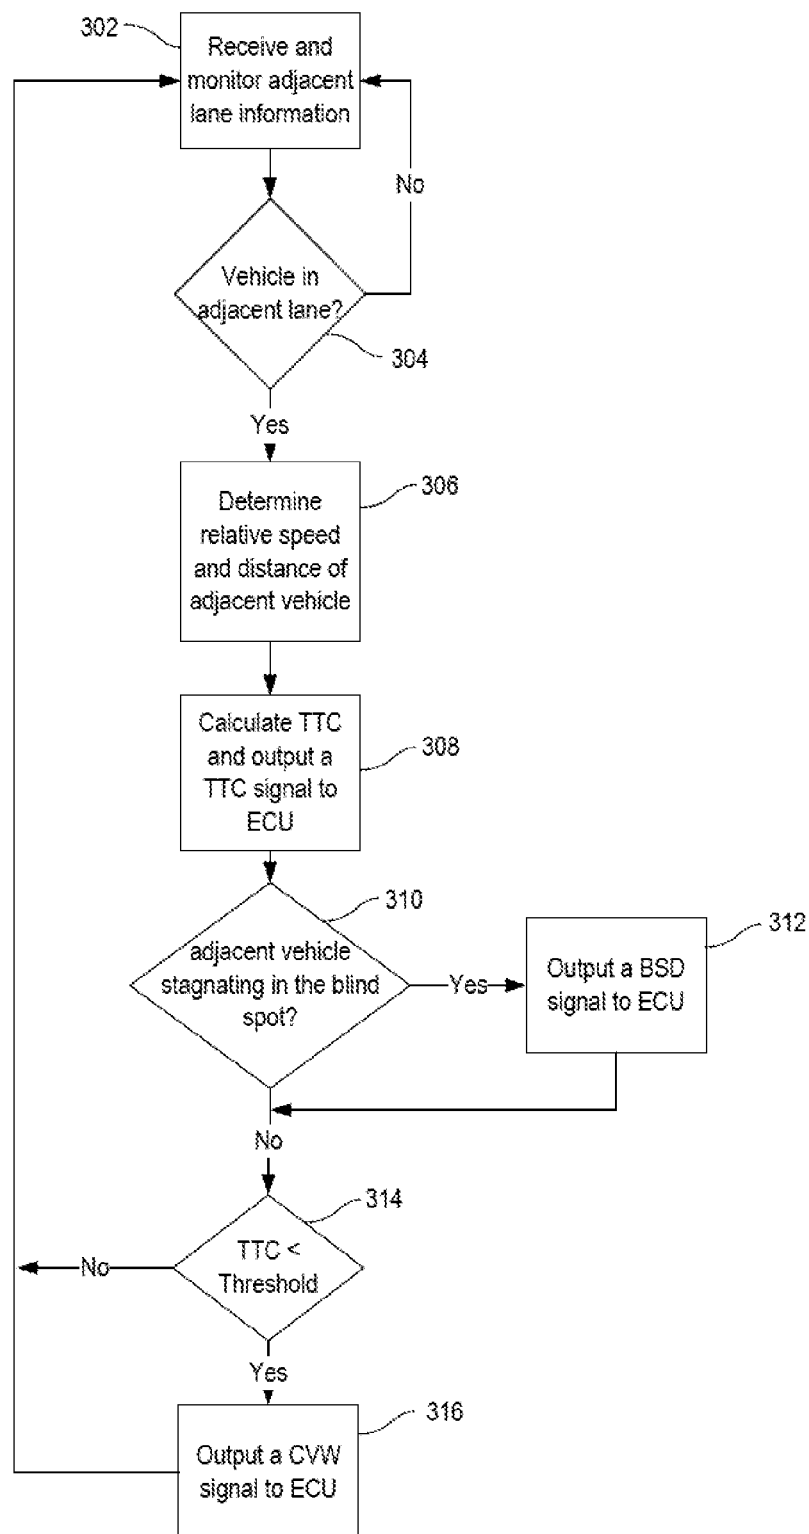 302
Receive and
monitor adjacent
lane information
No
Vehicle in
adjacent lane?
304
Yes
306
Determine
relative speed
and distance of
adjacent vehicle
Calculate TTC
and output a
TTC signal to
ECU
308
310
adjacent vehicle
stagnating in the blind
spot?
Yes
312
Output a BSD
signal to ECU
No
314
TTC <
Threshold
No
Yes
316
Output a CVW
signal to ECU